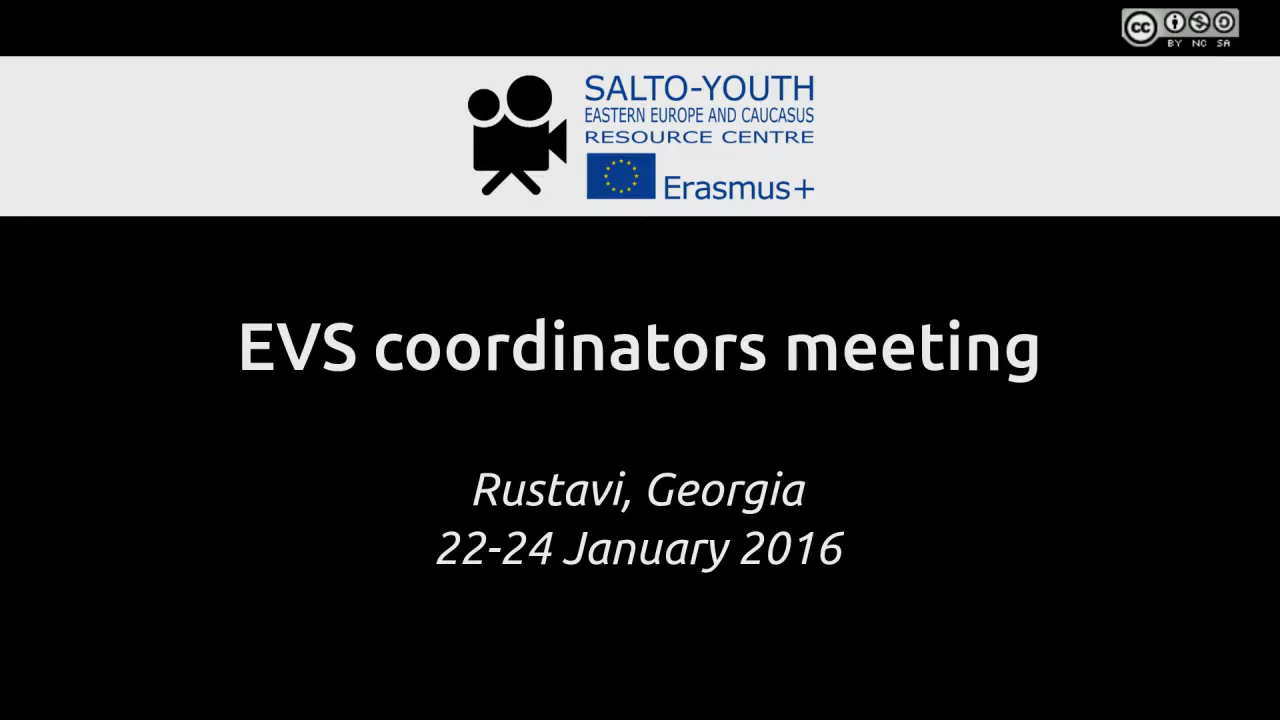 cc
BY NC SA
SALTO-YOUTH
EASTERN EUROPE AND CAUCASUS
RESOURCE CENTRE
Erasmus+
EVS coordinators meeting
Rustavi, Georgia
22-24 January 2016